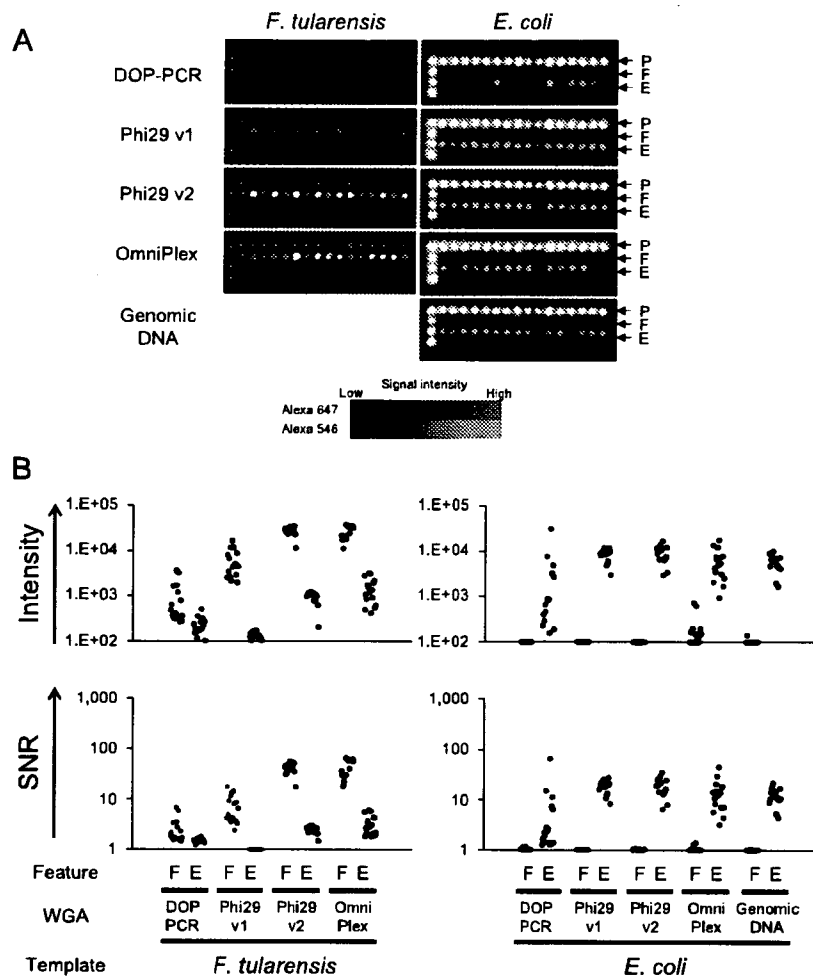 F. tularensis
E. coli
A
DOP-PCR
P
F
E
Phi29 v1
P
F
E
Phi29 v2
P
F
E
OmniPlex
P
F
E
Genomic
DNA
P
F
E
Signal intensity
Low
High
Alexa 647
Alexa 546
B
Intensity
1.E+05
1.E+04
1.E+03
1.E+02
1.E+05
1.E+04
1.E+03
1.E+02
SNR
1,000
100
10
1
1,000
100
10
1
Feature
F E F E F E F E
F E F E F E F E F E
WGA
DOP
PCR
Phi29
v1
Phi29
v2
Omni
Plex
DOP
PCR
Phi29
v1
Phi29
v2
Omni
Plex
Genomic
DNA
Template
F. tularensis
E. coli